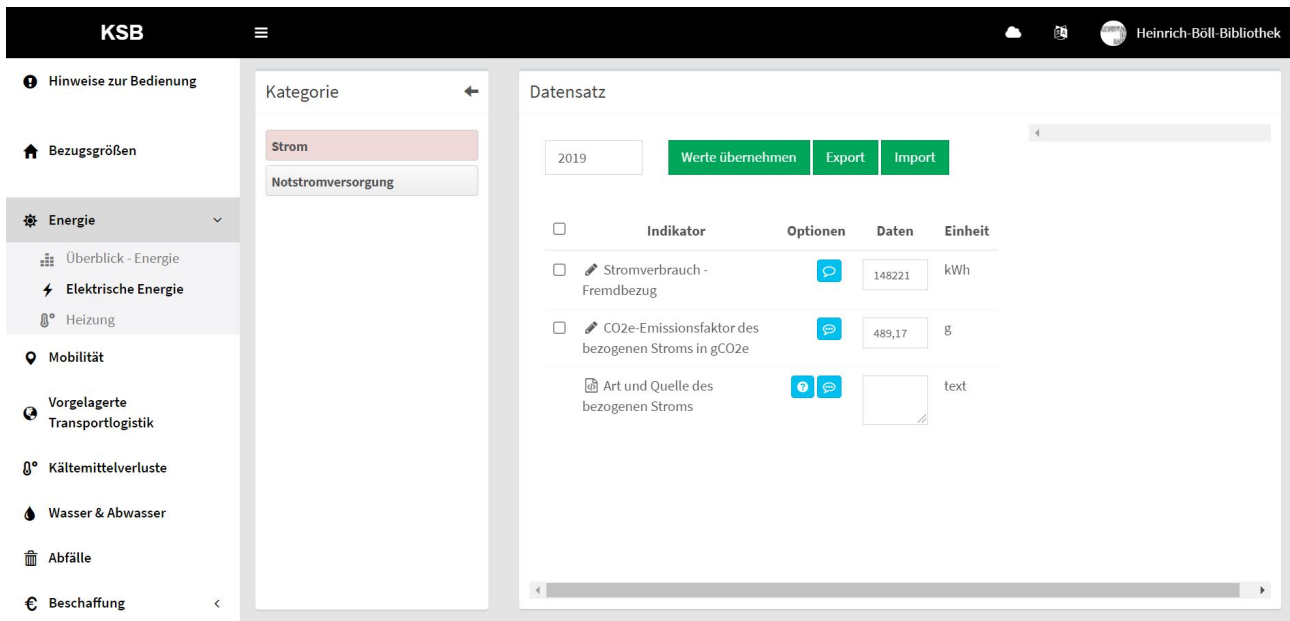 KSB
Heinrich-Böll-Bibliothek
Hinweise zur Bedienung
Bezugsgrößen
Energie
Überblick - Energie
Elektrische Energie
Heizung
Mobilität
Vorgelagerte
Transportlogistik
Kältemittelverluste
Wasser & Abwasser
Abfälle
Beschaffung
Kategorie
Strom
Notstromversorgung
Datensatz
2019
Werte übernehmen
Export
Import
Indikator Optionen Daten Einheit
Stromverbrauch - 148221 kWh
Fremdbezug
CO2e-Emissionsfaktor des 489,17 g
bezogenen Stroms in gCO2e
Art und Quelle des text
bezogenen Stroms